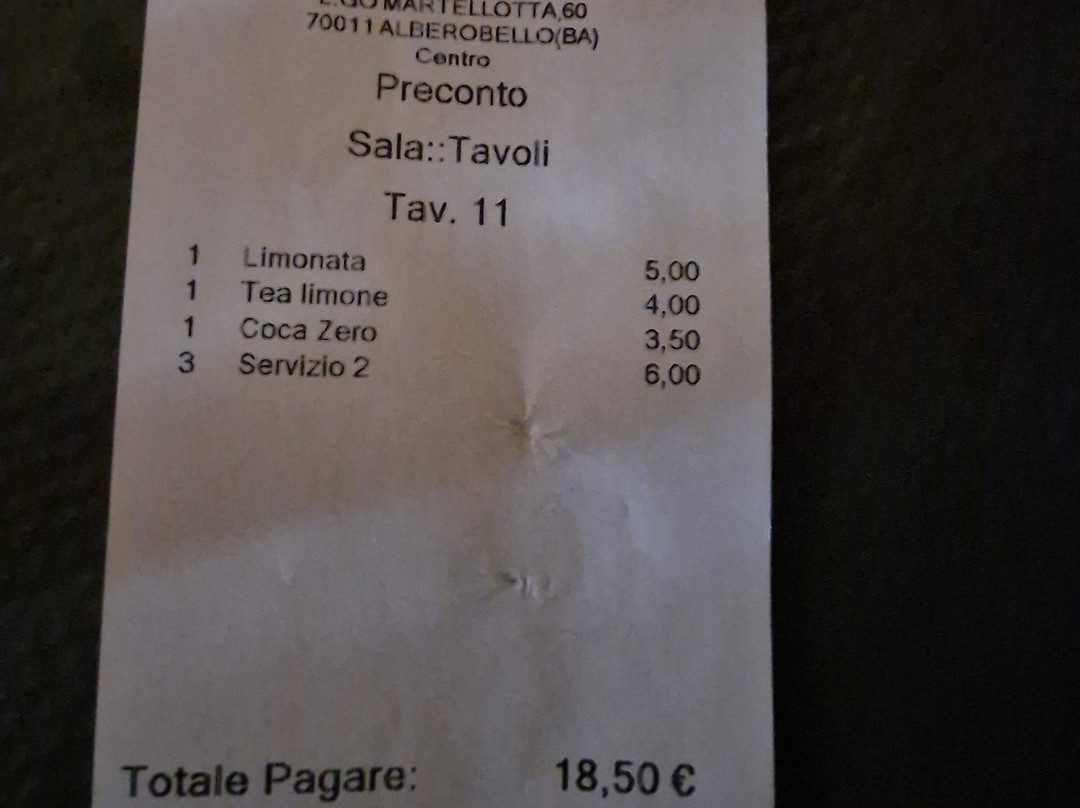 MARTELLOTTA,60
70011 ALBEROBELLO(BA)
Centro
Preconto
Sala::Tavoli
Tav. 11
1 Limonata 5,00
1 Tea limone 4,00
1 Coca Zero 3,50
3 Servizio 2 6,00
Totale Pagare: 18,50 €